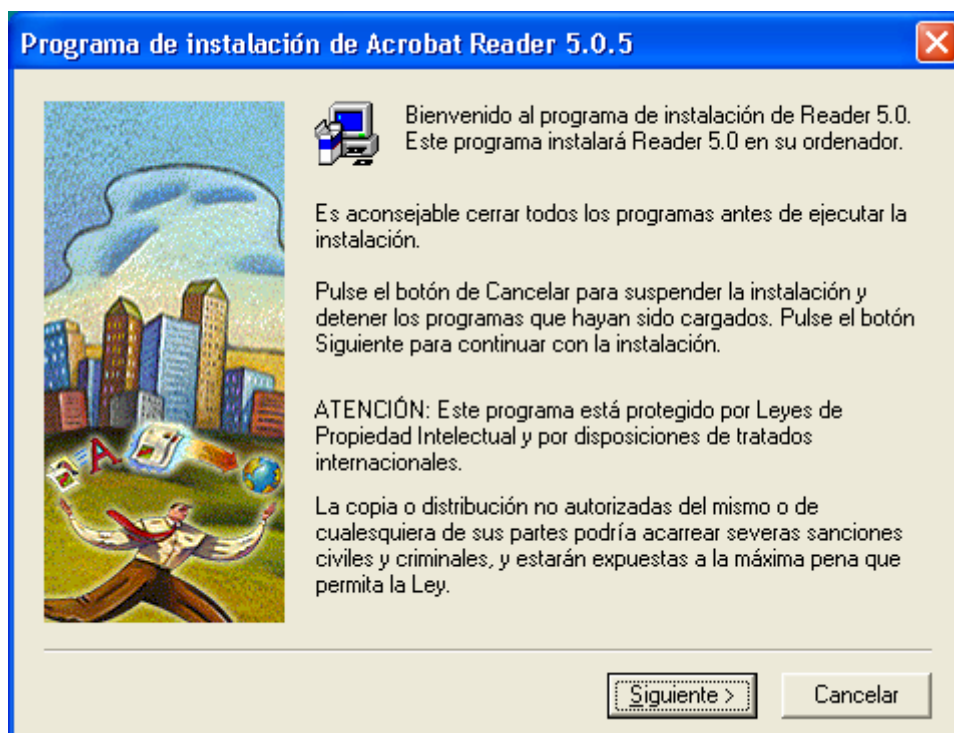 Programa de instalación de Acrobat Reader 5.0.5
Bienvenido al programa de instalación de Reader 5.0.
Este programa instalará Reader 5.0 en su ordenador.
Es aconsejable cerrar todos los programas antes de ejecutar la
instalación.
Pulse el botón de Cancelar para suspender la instalación y
detener los programas que hayan sido cargados. Pulse el botón
Siguiente para continuar con la instalación.
ATENCIÓN: Este programa está protegido por Leyes de
Propiedad Intelectual y por disposiciones de tratados
internacionales.
La copia o distribución no autorizadas del mismo o de
cualesquiera de sus partes podría acarrear severas sanciones
civiles y criminales, y estarán expuestas a la máxima pena que
permita la Ley.
A
Siguiente >
Cancelar